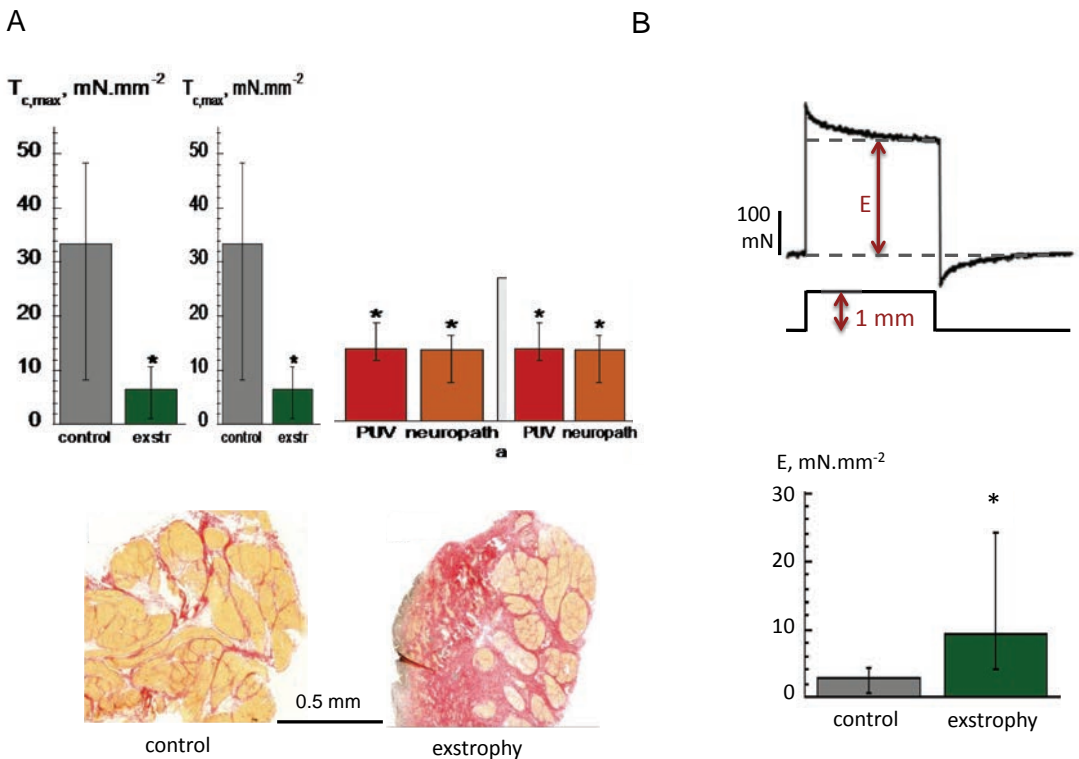 A
T c,max, mN.mm-2
50
40
30
20
10
0
*
control exstr
T c,max, mN.mm-2
50
40
30
20
10
0
*
control exstr
* * * *
PUV neuropath PUV neuropath
a
0.5 mm
control exstrophy
B
100
mN
E
1 mm
E, mN.mm-2
30
20
10
0
*
control exstrophy